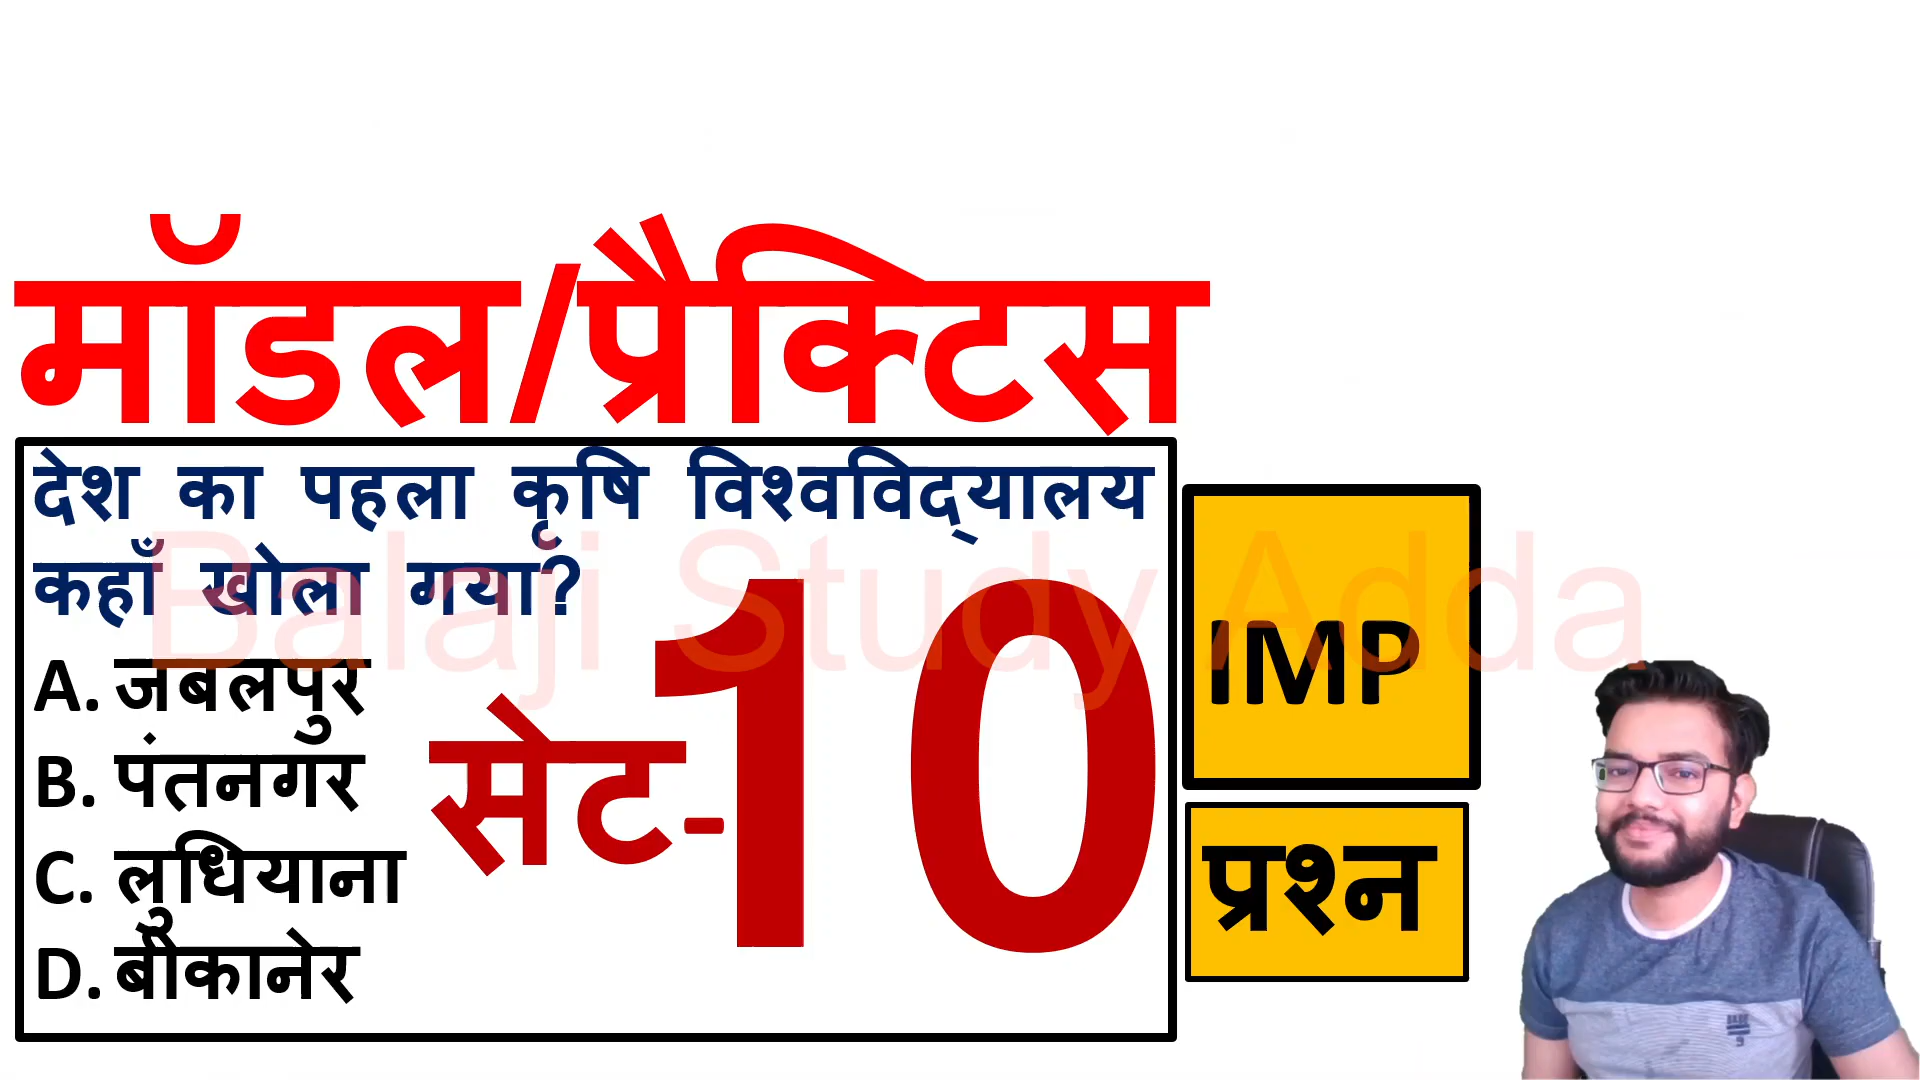 मॉडल/प्रैक्टिस
देश का पहला कृषि विश्वविद्यालय
कहाँ खोला गया?
A. जबलपुर
B. पंतनगर
C. लुधियाना
D. बीकानेर
सेट-10
IMP
प्रश्न
Balaji Study Adda